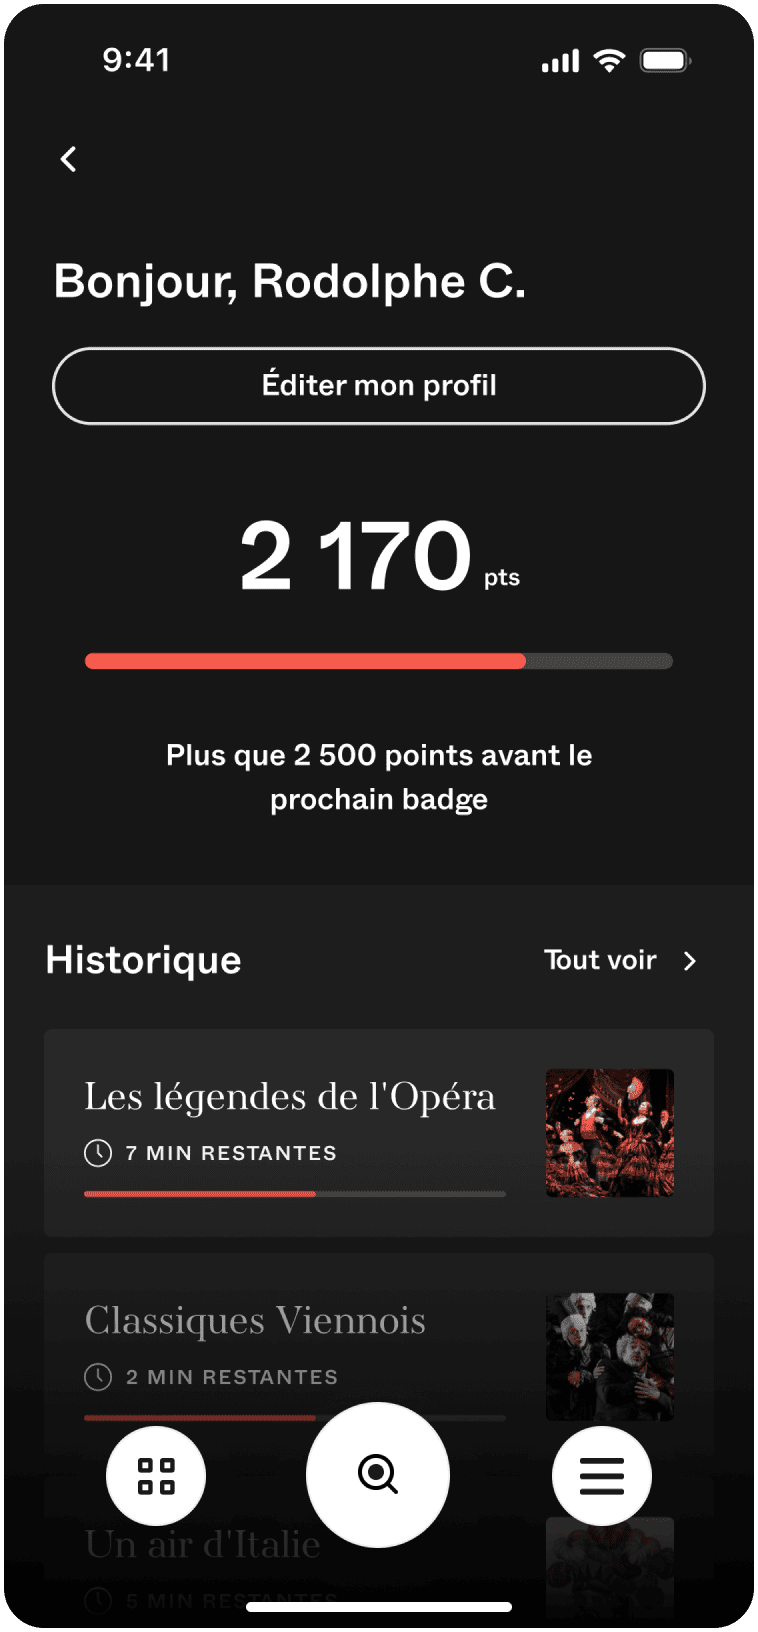 9:41
Bonjour, Rodolphe C.
Éditer mon profil
2 170 pts
Plus que 2 500 points avant le
prochain badge
Historique
Tout voir
Les légendes de l'Opéra
7 MIN RESTANTES
Classiques Viennois
2 MIN RESTANTES
Un air d'Italie
5 MIN RESTANTES